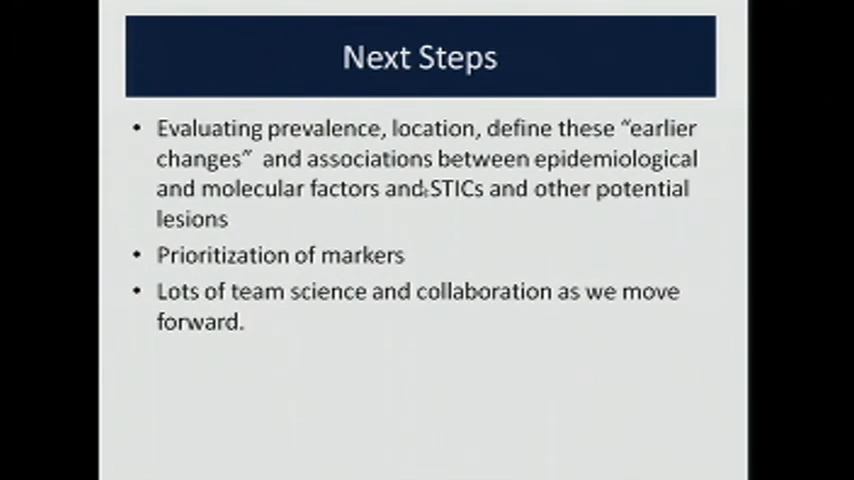 Next Steps
• Evaluating prevalence, location, define these “earlier
changes” and associations between epidemiological
and molecular factors and STICs and other potential
lesions
• Prioritization of markers
• Lots of team science and collaboration as we move
forward.